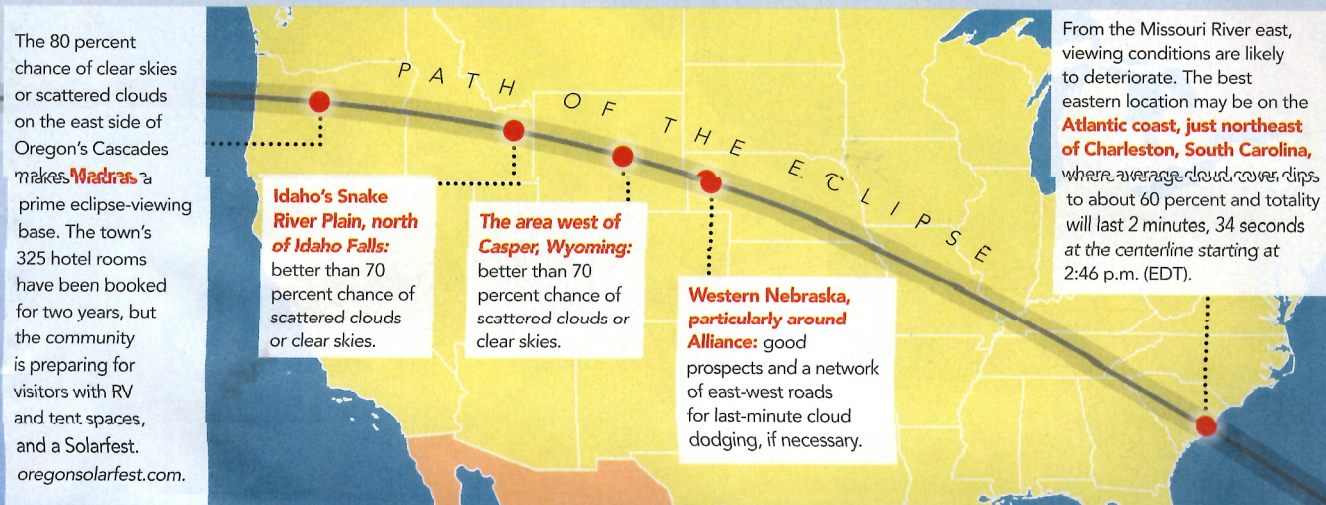 The 80 percent
chance of clear skies
or scattered clouds
on the east side of
Oregon's Cascades
makes Madras a
prime eclipse-viewing
base. The town's
325 hotel rooms
have been booked
for two years, but
the community
is preparing for
visitors with RV
and tent spaces,
and a Solarfest.
oregonsolarfest.com.
PATH OF THE ECLIPSE
Idaho's Snake
River Plain, north
of Idaho Falls:
better than 70
percent chance of
scattered clouds
or clear skies.
The area west of
Casper, Wyoming:
better than 70
percent chance of
scattered clouds or
clear skies.
Western Nebraska,
particularly around
Alliance: good
prospects and a network
of east-west roads
for last-minute cloud
dodging, if necessary.
From the Missouri River east,
viewing conditions are likely
to deteriorate. The best
eastern location may be on the
Atlantic coast, just northeast
of Charleston, South Carolina,
where average cloud cover dips
to about 60 percent and totality
will last 2 minutes, 34 seconds
at the centerline starting at
2:46 p.m. (EDT).